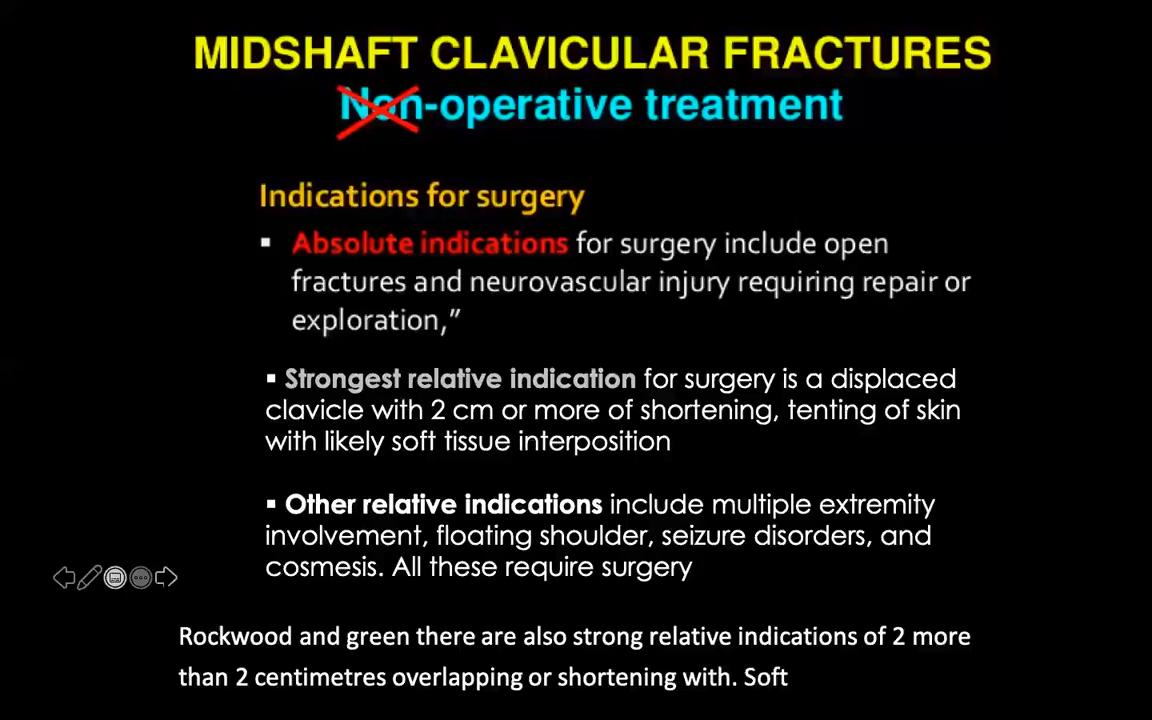 MIDSHAFT CLAVICULAR FRACTURES
Non-operative treatment
Indications for surgery
▪ Absolute indications for surgery include open
fractures and neurovascular injury requiring repair or
exploration,”
▪ Strongest relative indication for surgery is a displaced
clavicle with 2 cm or more of shortening, tenting of skin
with likely soft tissue interposition
▪ Other relative indications include multiple extremity
involvement, floating shoulder, seizure disorders, and
cosmesis. All these require surgery
Rockwood and green there are also strong relative indications of 2 more
than 2 centimetres overlapping or shortening with. Soft